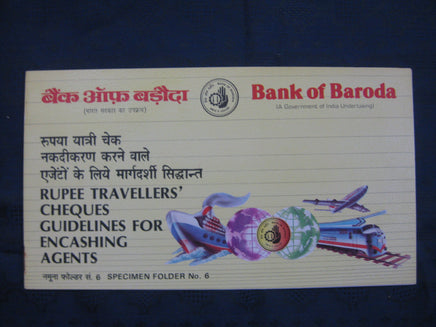 बैंक ऑफ़ बड़ौदा
(भारत सरकार का उपक्रम)
Bank of Baroda
(A Government of India Undertaking)
रुपया यात्री चेक
नकदीकरण करने वाले
एजेंटों के लिये मार्गदर्शी सिद्धान्त
RUPEE TRAVELLERS'
CHEQUES
GUIDELINES FOR
ENCASHING
AGENTS
नमूना फ़ोल्डर सं. 6 SPECIMEN FOLDER No. 6